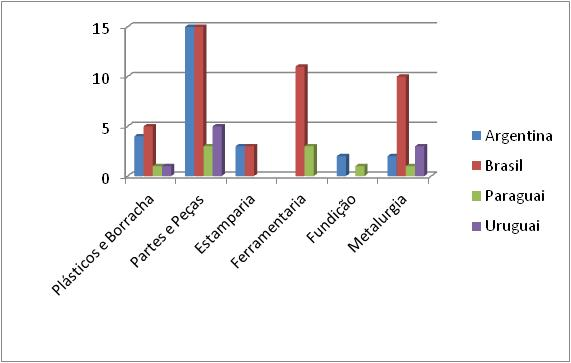 15
10
5
0
Plásticos e Borracha
Partes e Peças
Estamparia
Ferramentaria
Fundição
Metalurgia
Argentina
Brasil
Paraguai
Uruguai